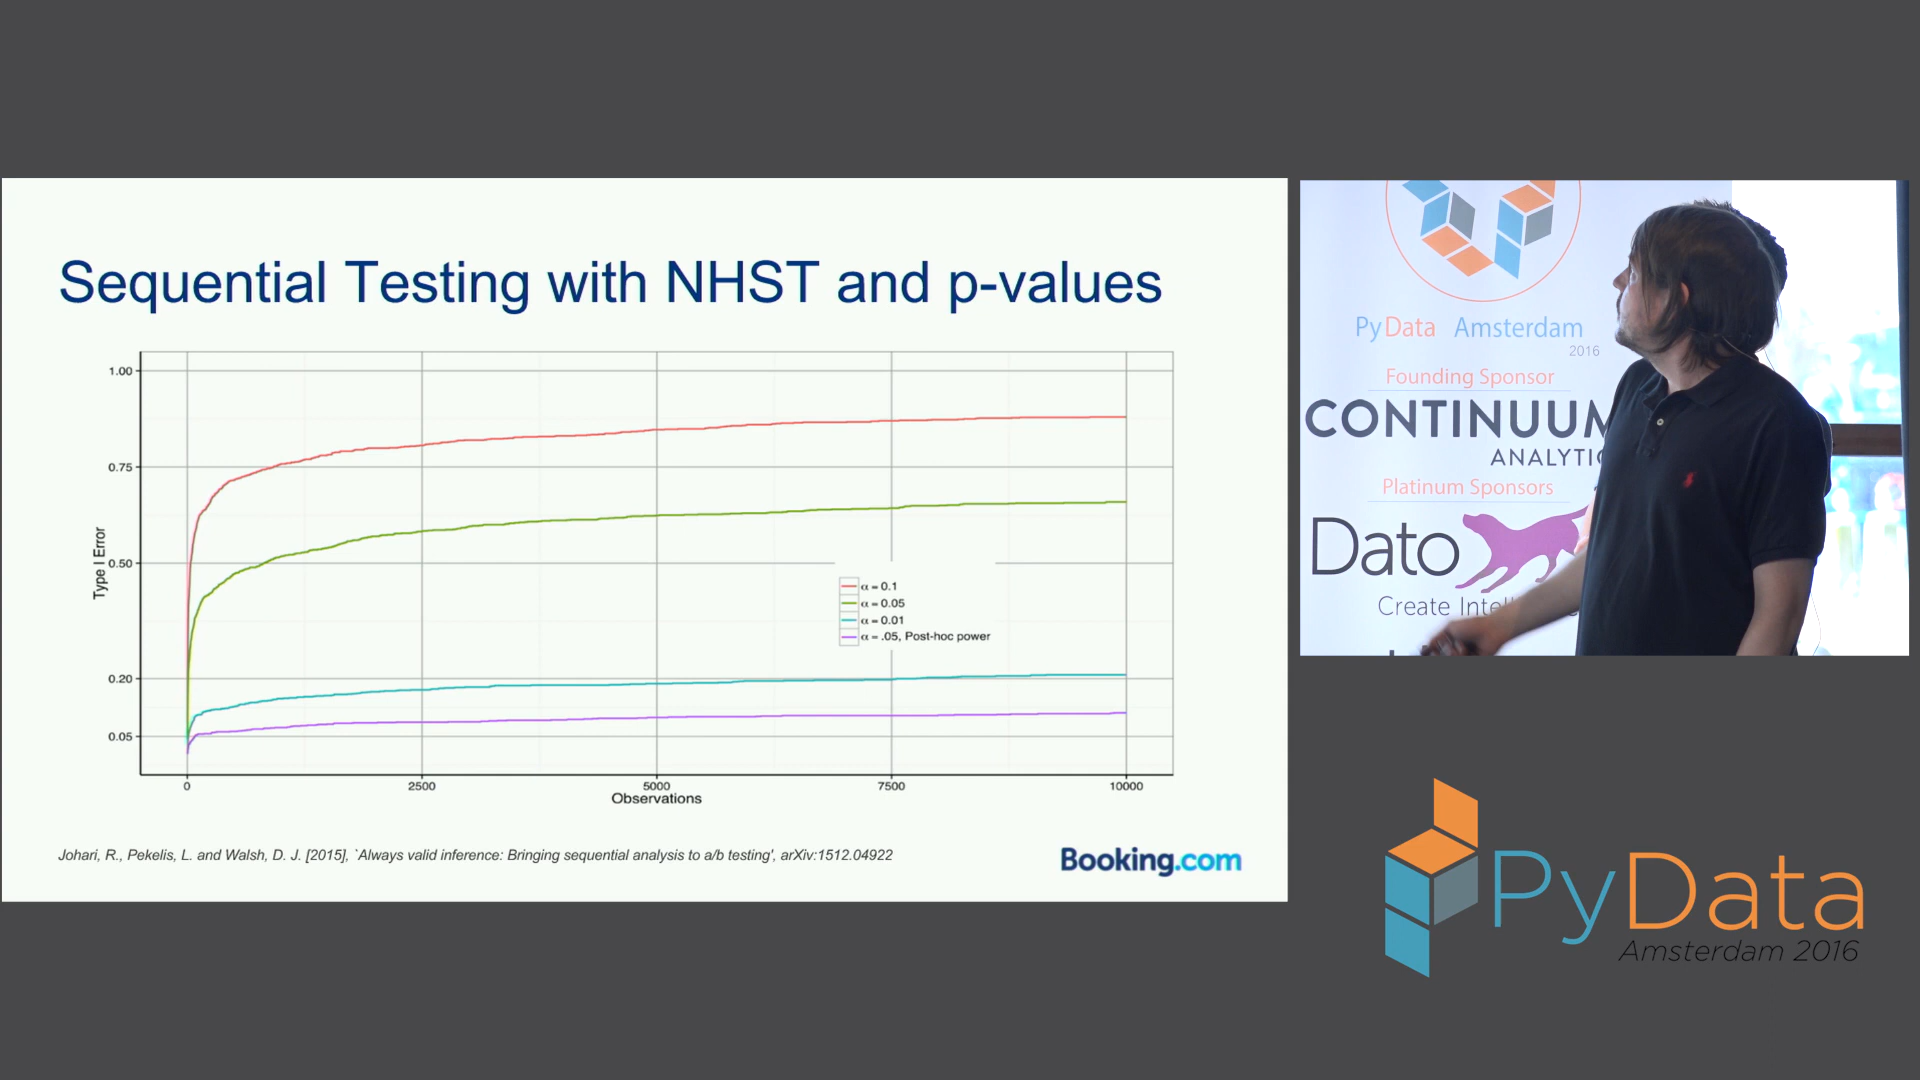 Sequential Testing with NHST and p-values
1.00
0.75
0.50
0.20
0.05
Type I Error
α = 0.1
α = 0.05
α = 0.01
α = .05, Post-hoc power
0
2500
5000
7500
10000
Observations
Johari, R., Pekelis, L. and Walsh, D. J. [2015], `Always valid inference: Bringing sequential analysis to a/b testing', arXiv:1512.04922
Booking.com
PyData Amsterdam
2016
Founding Sponsor
CONTINUUM
ANALYTIC
Platinum Sponsors
Dato
Create
PyData
Amsterdam 2016